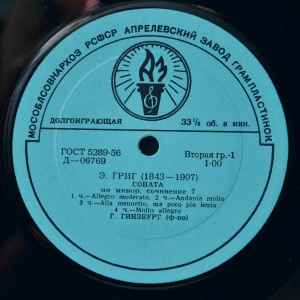 МОСОБЛСОВНАРХОЗ РСФСР АПРЕЛЕВСКИЙ ЗАВОД ГРАМПЛАСТИНОК
ДОЛГОИГРАЮЩАЯ 33⅓ об. в мин.
ГОСТ 5289-56 Вторая гр.-1
Д—06769 1-00
Э. ГРИГ (1843—1907)
СОНАТА
ми минор, сочинение 7
1 ч.—Allegro moderato, 2 ч.—Andante molto
3 ч.—Alla menuetto, ma poco più lento
4 ч.—Molto allegro
Г. ГИНЗБУРГ (ф-но)